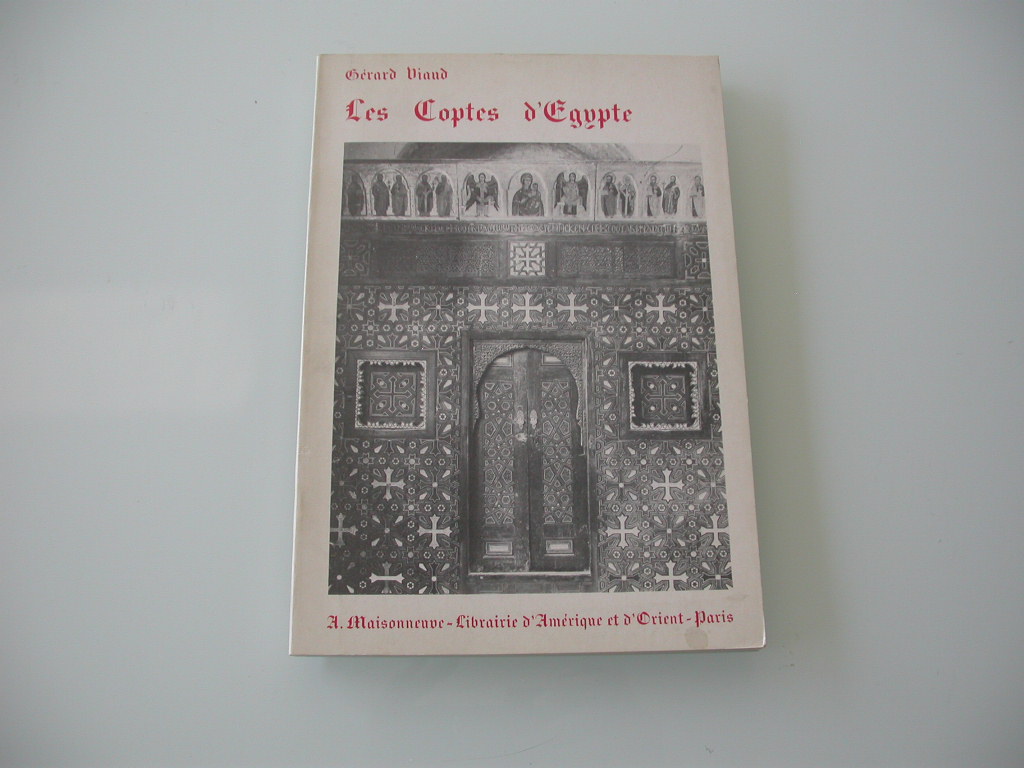 Gérard Viaud
Les Coptes d'Egypte
A. Maisonneuve - Librairie d'Amérique et d'Orient - Paris